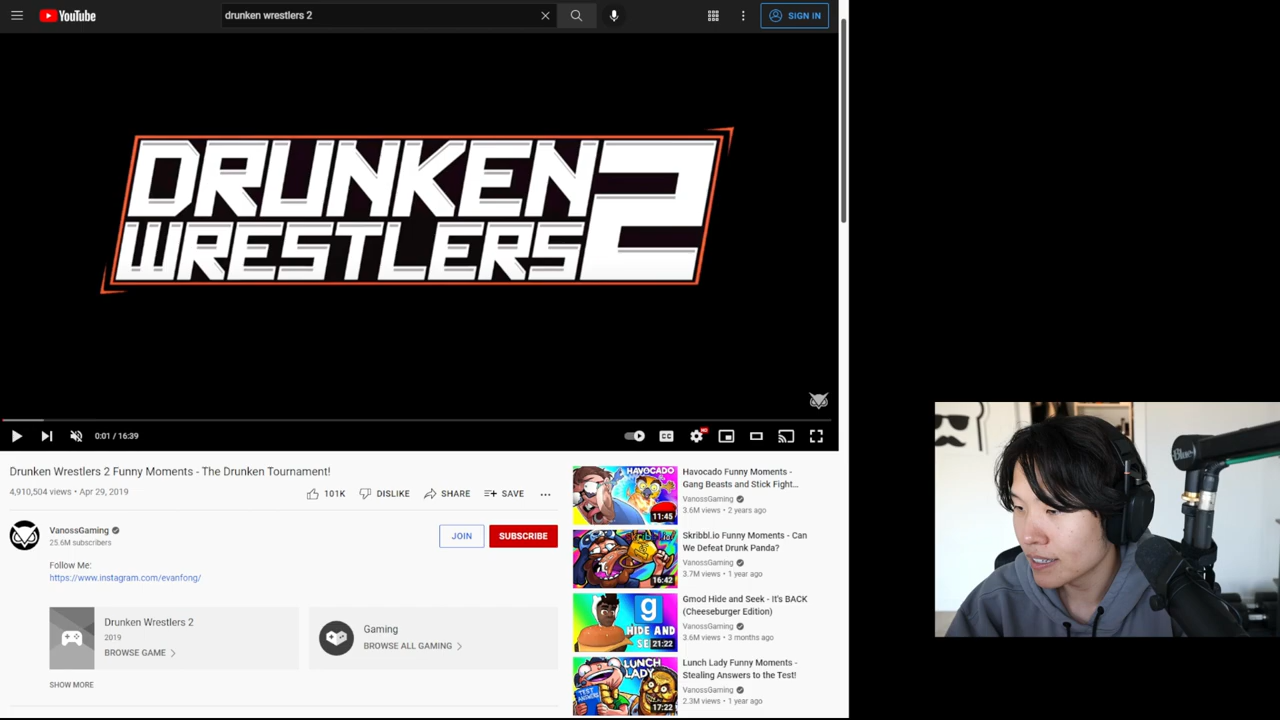 YouTube
drunken wrestlers 2
SIGN IN
DRUNKEN
WRESTLERS 2
0:01 / 16:39
CC
Drunken Wrestlers 2 Funny Moments - The Drunken Tournament!
4,910,504 views • Apr 29, 2019
101K
DISLIKE
SHARE
SAVE
VanossGaming
25.6M subscribers
JOIN
SUBSCRIBE
Follow Me:
https://www.instagram.com/evanfong/
Drunken Wrestlers 2
2019
BROWSE GAME
Gaming
BROWSE ALL GAMING
SHOW MORE
HAVOCADO
11:45
Havocado Funny Moments -
Gang Beasts and Stick Fight...
VanossGaming
3.6M views • 2 years ago
16:42
Skribbl.io Funny Moments - Can
We Defeat Drunk Panda?
VanossGaming
3.7M views • 1 year ago
g
HIDE AND
SE
21:22
Gmod Hide and Seek - It's BACK
(Cheeseburger Edition)
VanossGaming
3.6M views • 3 months ago
LUNCH
LADY
TEST
ANSWERS
17:22
Lunch Lady Funny Moments -
Stealing Answers to the Test!
VanossGaming
2.3M views • 1 year ago
Blue